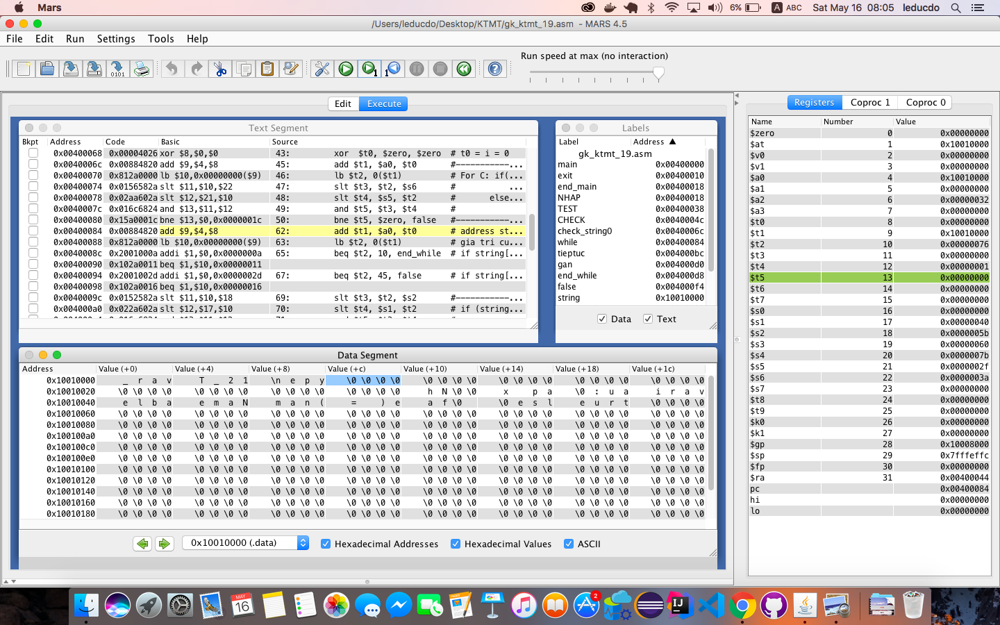 Mars 6% A ABC Sat May 16 08:05 leducdo
/Users/leducdo/Desktop/KTMT/gk_ktmt_19.asm - MARS 4.5
File Edit Run Settings Tools Help
Run speed at max (no interaction)
Edit Execute
Registers Coproc 1 Coproc 0
Text Segment
Bkpt Address Code Basic Source
0x00400068 0x00004026 xor $8,$0,$0 43: xor $t0, $zero, $zero # t0 = i = 0
0x0040006c 0x00884820 add $9,$4,$8 45: add $t1, $a0, $t0 #-----------...
0x00400070 0x812a0000 lb $10,0x00000000($9) 46: lb $t2, 0($t1) # For C: if(...
0x00400074 0x0156582a slt $11,$10,$22 47: slt $t3, $t2, $s6 # ...
0x00400078 0x02aa602a slt $12,$21,$10 48: slt $t4, $s5, $t2 # else...
0x0040007c 0x016c6824 and $13,$11,$12 49: and $t5, $t3, $t4 #
0x00400080 0x15a0001c bne $13,$0,0x0000001c 50: bne $t5, $zero, false #-----------...
0x00400084 0x00884820 add $9,$4,$8 62: add $t1, $a0, $t0 # address st...
0x00400088 0x812a0000 lb $10,0x00000000($9) 63: lb $t2, 0($t1) # gia tri cu...
0x0040008c 0x2001000a addi $1,$0,0x0000000a 65: beq $t2, 10, end_while # if string[...
0x00400090 0x102a0011 beq $1,$10,0x00000011
0x00400094 0x2001002d addi $1,$0,0x0000002d 67: beq $t2, 45, false # if string[...
0x00400098 0x102a0016 beq $1,$10,0x00000016
0x0040009c 0x0152582a slt $11,$10,$18 69: slt $t3, $t2, $s2 #-----------...
0x004000a0 0x022a602a slt $12,$17,$10 70: slt $t4, $s1, $t2 # if (string...
Labels
Label Address ▲
gk_ktmt_19.asm
main 0x00400000
exit 0x00400010
end_main 0x00400018
NHAP 0x00400018
TEST 0x00400038
CHECK 0x0040004c
check_string0 0x0040006c
while 0x00400084
tieptuc 0x004000bc
gan 0x004000d0
end_while 0x004000d8
false 0x004000f4
string 0x10010000
Data Text
Data Segment
Address Value (+0) Value (+4) Value (+8) Value (+c) Value (+10) Value (+14) Value (+18) Value (+1c)
0x10010000 _ r a v T _ 2 1 \n e p y \0 \0 \0 \0 \0 \0 \0 \0 \0 \0 \0 \0 \0 \0 \0 \0 \0 \0 \0 \0
0x10010020 \0 \0 \0 \0 \0 \0 \0 \0 \0 \0 \0 \0 \0 \0 \0 \0 h N \0 \0 x p a \0 : u a i r a v
0x10010040 e l b a e m a N m a n ( = ) e a f \0 \0 e s l e u r t \0 \0 \0 \0
0x10010060 \0 \0 \0 \0 \0 \0 \0 \0 \0 \0 \0 \0 \0 \0 \0 \0 \0 \0 \0 \0 \0 \0 \0 \0 \0 \0 \0 \0 \0 \0 \0 \0
0x10010080 \0 \0 \0 \0 \0 \0 \0 \0 \0 \0 \0 \0 \0 \0 \0 \0 \0 \0 \0 \0 \0 \0 \0 \0 \0 \0 \0 \0 \0 \0 \0 \0
0x100100a0 \0 \0 \0 \0 \0 \0 \0 \0 \0 \0 \0 \0 \0 \0 \0 \0 \0 \0 \0 \0 \0 \0 \0 \0 \0 \0 \0 \0 \0 \0 \0 \0
0x100100c0 \0 \0 \0 \0 \0 \0 \0 \0 \0 \0 \0 \0 \0 \0 \0 \0 \0 \0 \0 \0 \0 \0 \0 \0 \0 \0 \0 \0 \0 \0 \0 \0
0x100100e0 \0 \0 \0 \0 \0 \0 \0 \0 \0 \0 \0 \0 \0 \0 \0 \0 \0 \0 \0 \0 \0 \0 \0 \0 \0 \0 \0 \0 \0 \0 \0 \0
0x10010100 \0 \0 \0 \0 \0 \0 \0 \0 \0 \0 \0 \0 \0 \0 \0 \0 \0 \0 \0 \0 \0 \0 \0 \0 \0 \0 \0 \0 \0 \0 \0 \0
0x10010120 \0 \0 \0 \0 \0 \0 \0 \0 \0 \0 \0 \0 \0 \0 \0 \0 \0 \0 \0 \0 \0 \0 \0 \0 \0 \0 \0 \0 \0 \0 \0 \0
0x10010140 \0 \0 \0 \0 \0 \0 \0 \0 \0 \0 \0 \0 \0 \0 \0 \0 \0 \0 \0 \0 \0 \0 \0 \0 \0 \0 \0 \0 \0 \0 \0 \0
0x10010160 \0 \0 \0 \0 \0 \0 \0 \0 \0 \0 \0 \0 \0 \0 \0 \0 \0 \0 \0 \0 \0 \0 \0 \0 \0 \0 \0 \0 \0 \0 \0 \0
0x10010180 \0 \0 \0 \0 \0 \0 \0 \0 \0 \0 \0 \0 \0 \0 \0 \0 \0 \0 \0 \0 \0 \0 \0 \0 \0 \0 \0 \0 \0 \0 \0 \0
0x10010000 (.data) Hexadecimal Addresses Hexadecimal Values ASCII
Name Number Value
$zero 0 0x00000000
$at 1 0x10010000
$v0 2 0x00000000
$v1 3 0x00000000
$a0 4 0x10010000
$a1 5 0x00000000
$a2 6 0x00000032
$a3 7 0x00000000
$t0 8 0x00000000
$t1 9 0x10010000
$t2 10 0x00000076
$t3 11 0x00000000
$t4 12 0x00000001
$t5 13 0x00000000
$t6 14 0x00000000
$t7 15 0x00000000
$s0 16 0x00000000
$s1 17 0x00000040
$s2 18 0x0000005b
$s3 19 0x00000060
$s4 20 0x0000007b
$s5 21 0x0000002f
$s6 22 0x0000003a
$s7 23 0x00000000
$t8 24 0x00000000
$t9 25 0x00000000
$k0 26 0x00000000
$k1 27 0x00000000
$gp 28 0x10008000
$sp 29 0x7fffeffc
$fp 30 0x00000000
$ra 31 0x00400044
pc 0x00400084
hi 0x00000000
lo 0x00000000
MAY
16
2